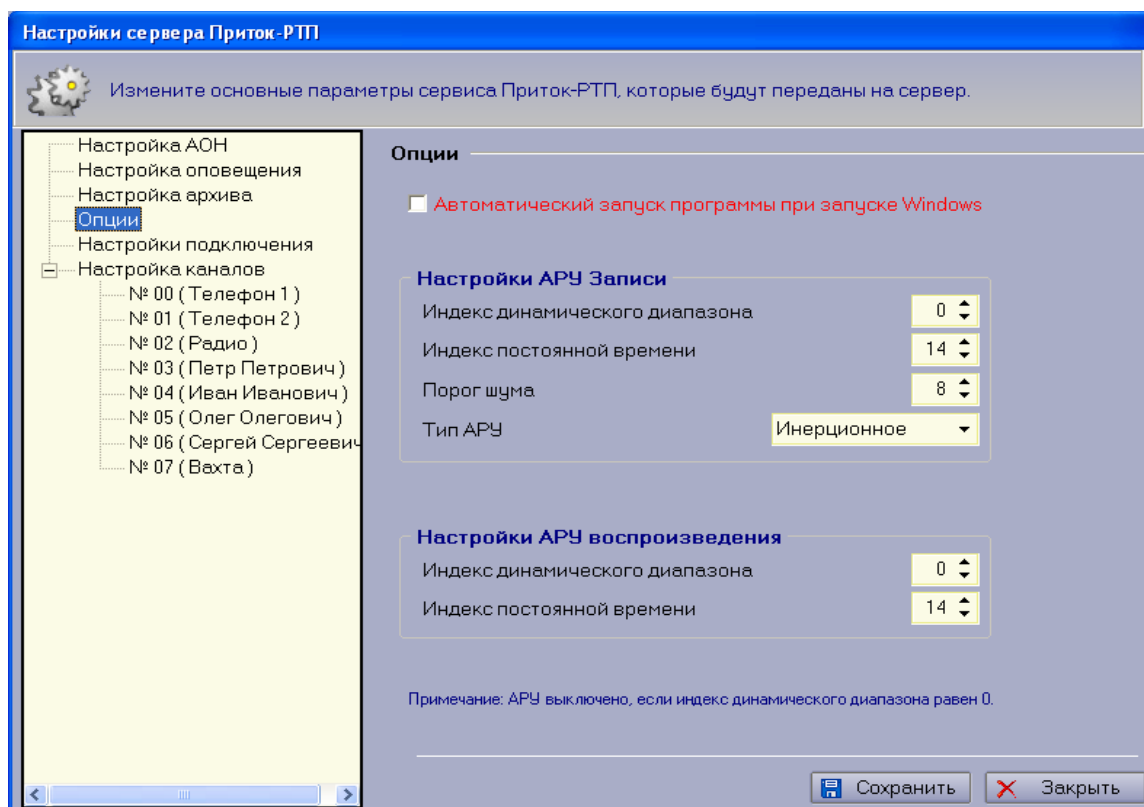 Настройки сервера Приток-РТП
Измените основные параметры сервиса Приток-РТП, которые будут переданы на сервер.
Настройка АОН
Настройка оповещения
Настройка архива
Опции
Настройки подключения
Настройка каналов
№ 00 ( Телефон 1 )
№ 01 ( Телефон 2 )
№ 02 ( Радио )
№ 03 ( Петр Петрович )
№ 04 ( Иван Иванович )
№ 05 ( Олег Олегович )
№ 06 ( Сергей Сергеевич
№ 07 ( Вахта )
Опции
Автоматический запуск программы при запуске Windows
Настройки АРУ Записи
Индекс динамического диапазона 0
Индекс постоянной времени 14
Порог шума 8
Тип АРУ Инерционное
Настройки АРУ воспроизведения
Индекс динамического диапазона 0
Индекс постоянной времени 14
Примечание: АРУ выключено, если индекс динамического диапазона равен 0.
Сохранить Закрыть